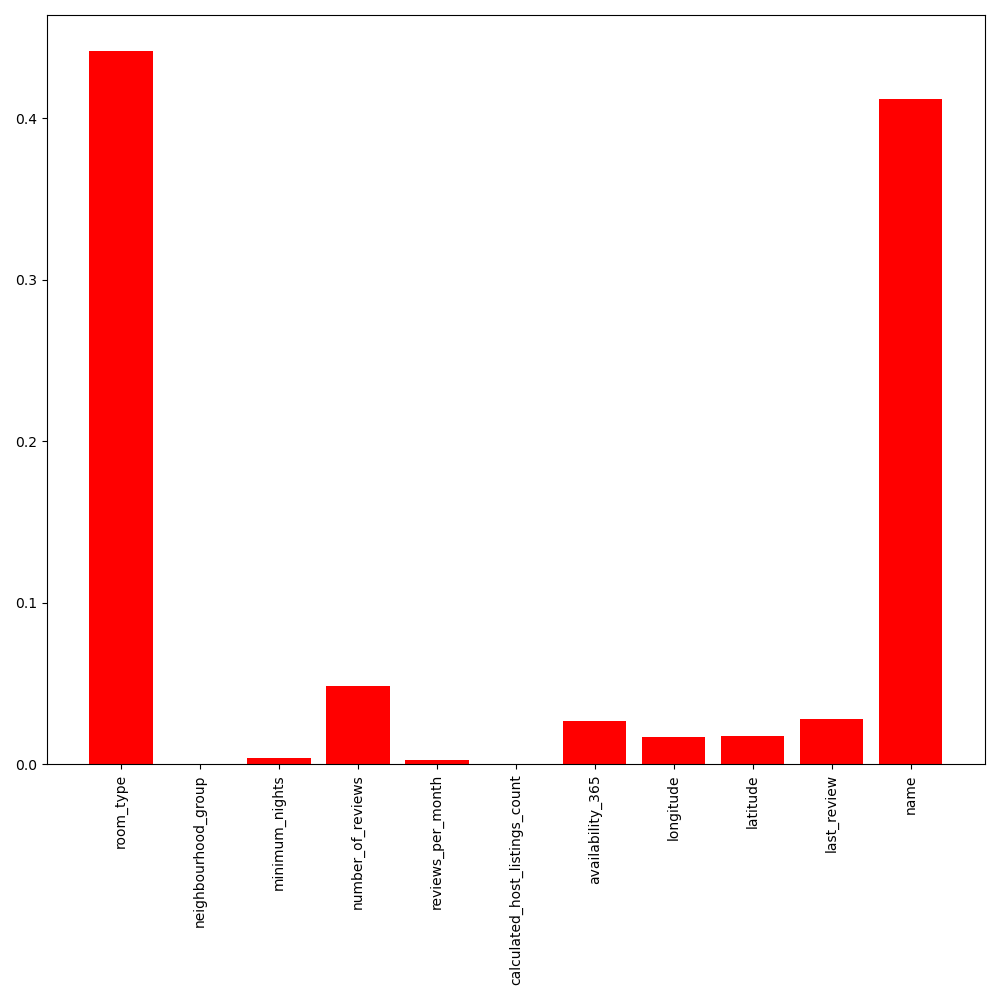 0.4
0.3
0.2
0.1
0.0
room_type
neighbourhood_group
minimum_nights
number_of_reviews
reviews_per_month
calculated_host_listings_count
availability_365
longitude
latitude
last_review
name